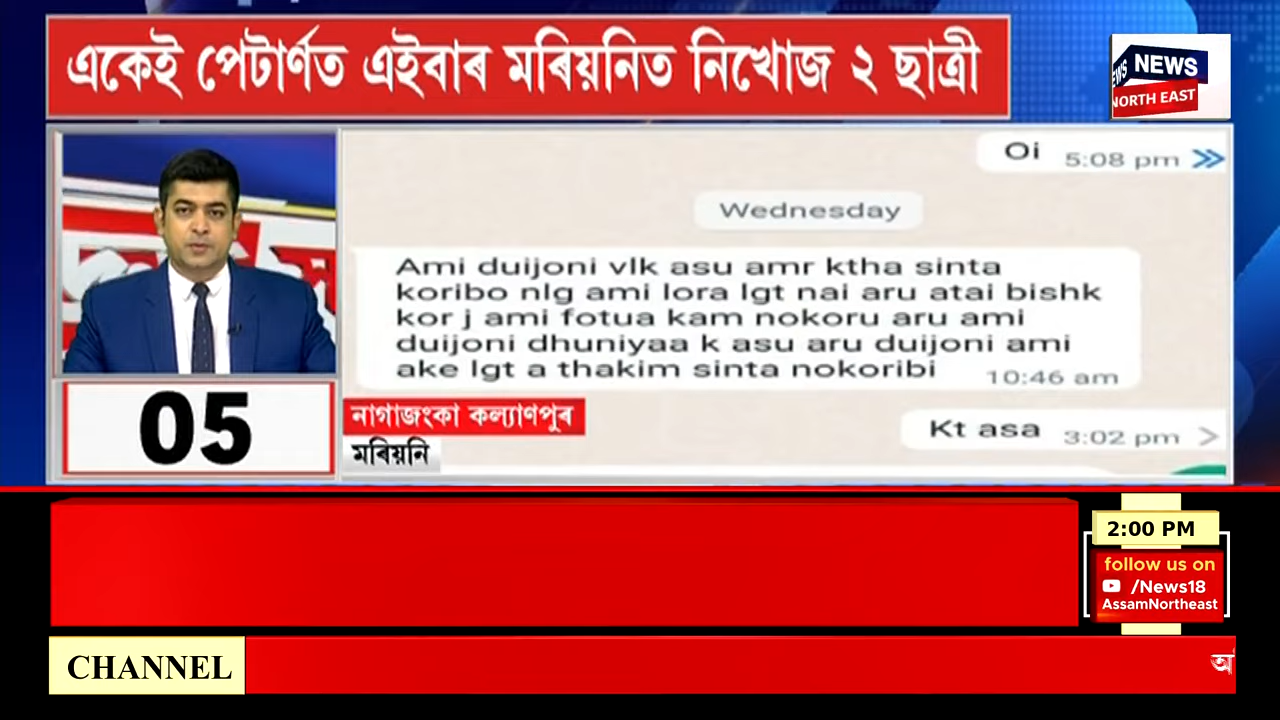 একেই পেটাৰ্ণত এইবাৰ মৰিয়নিত নিখোজ ২ ছাত্ৰী
NEWS
NORTH EAST
Oi 5:08 pm
Wednesday
Ami duijoni vlk asu amr ktha sinta
koribo nlg ami lora lgt nai aru atai bishk
kor j ami fotua kam nokoru aru ami
duijoni dhuniyaa k asu aru duijoni ami
ake lgt a thakim sinta nokoribi 10:46 am
05
নাগাজংকা কল্যাণপুৰ
মৰিয়নি
Kt asa 3:02 pm
2:00 PM
follow us on
/News18
AssamNortheast
CHANNEL